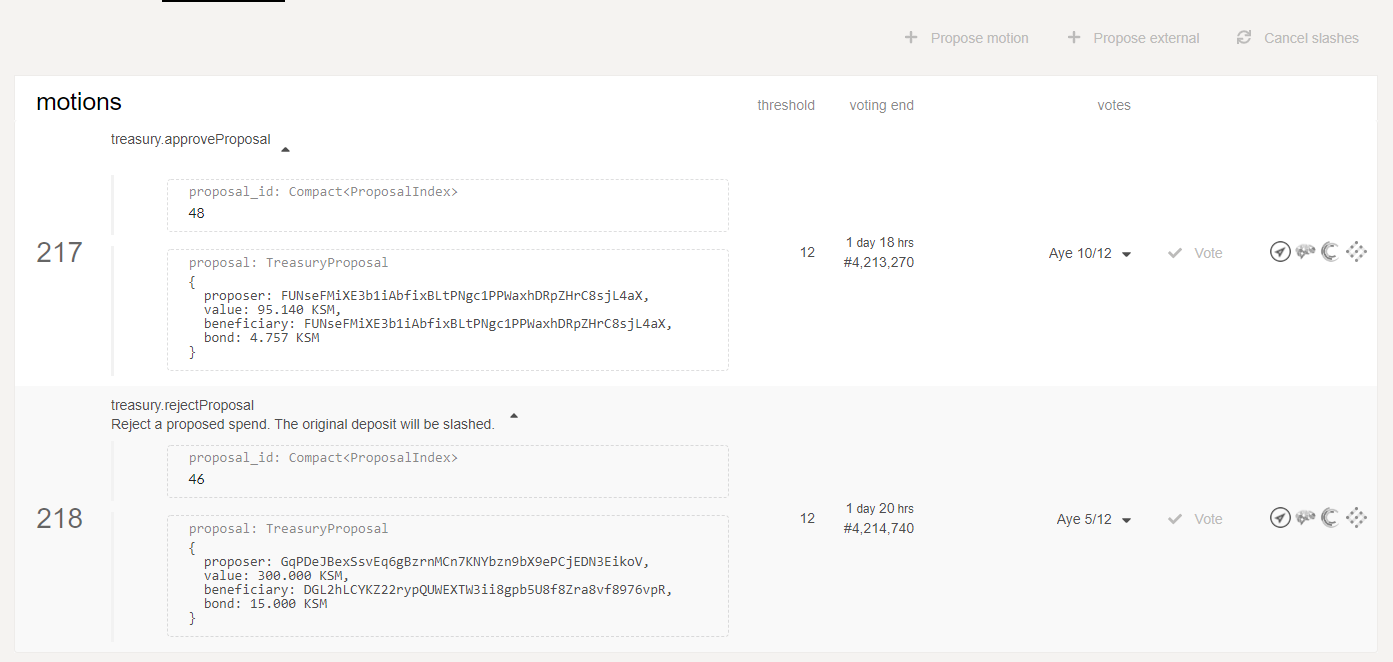 Propose motion
Propose external
Cancel slashes
motions
threshold
voting end
votes
treasury.approveProposal
217
proposal_id: Compact<ProposalIndex>
48
proposal: TreasuryProposal
{
proposer: FUNseFMiXE3b1iAbfixBLtPNgc1PPWaxhDRpZHrC8sjL4aX,
value: 95.140 KSM,
beneficiary: FUNseFMiXE3b1iAbfixBLtPNgc1PPWaxhDRpZHrC8sjL4aX,
bond: 4.757 KSM
}
12
1 day 18 hrs
#4,213,270
Aye 10/12
Vote
treasury.rejectProposal
Reject a proposed spend. The original deposit will be slashed.
218
proposal_id: Compact<ProposalIndex>
46
proposal: TreasuryProposal
{
proposer: GqPDeJBexSsvEq6gBzrnMCn7KNYbzn9bX9ePCjEDN3EikoV,
value: 300.000 KSM,
beneficiary: DGL2hLCYKZ22rypQUWEXTW3ii8gpb5U8f8Zra8vf8976vpR,
bond: 15.000 KSM
}
12
1 day 20 hrs
#4,214,740
Aye 5/12
Vote